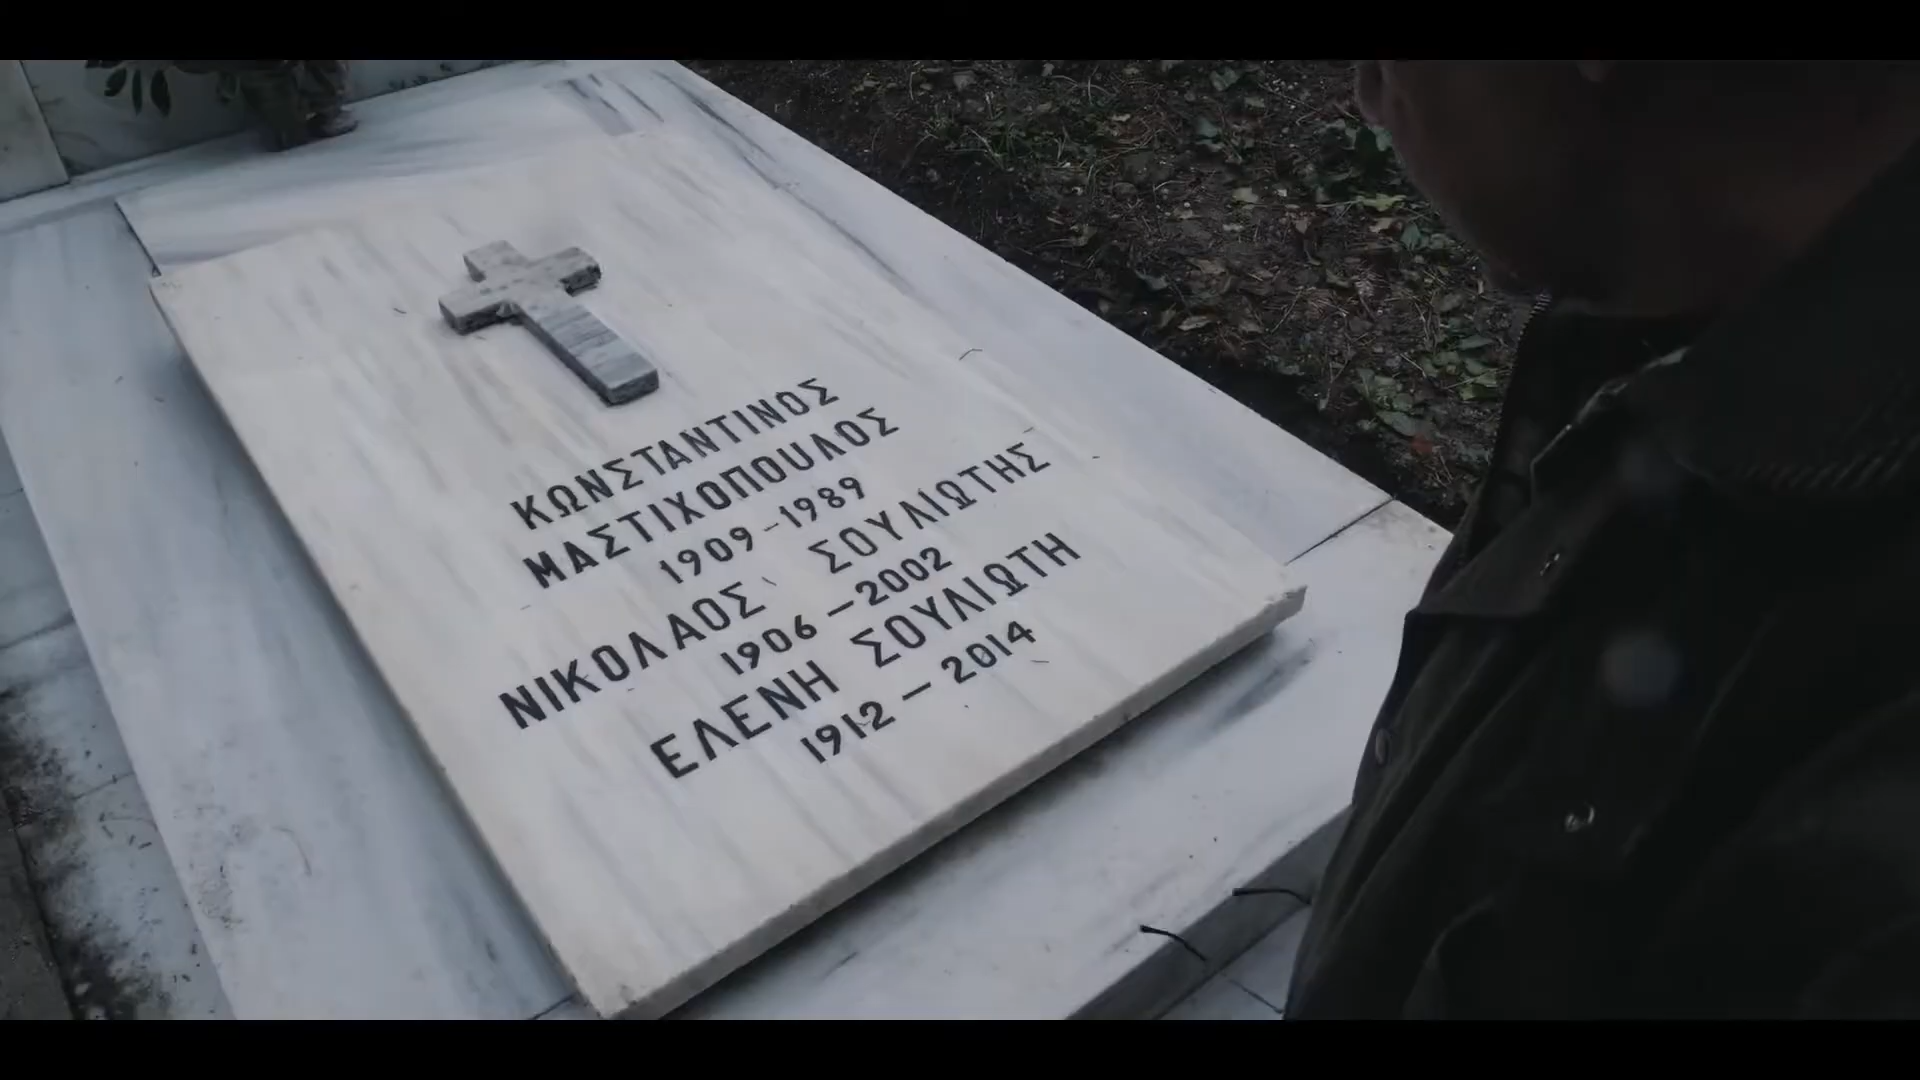 ΚΩΝΣΤΑΝΤΙΝΟΣ
ΜΑΣΤΙΧΟΠΟΥΛΟΣ
1909-1989
ΝΙΚΟΛΑΟΣ ΣΟΥΛΙΩΤΗΣ
1906-2002
ΕΛΕΝΗ ΣΟΥΛΙΩΤΗ
1912-2014